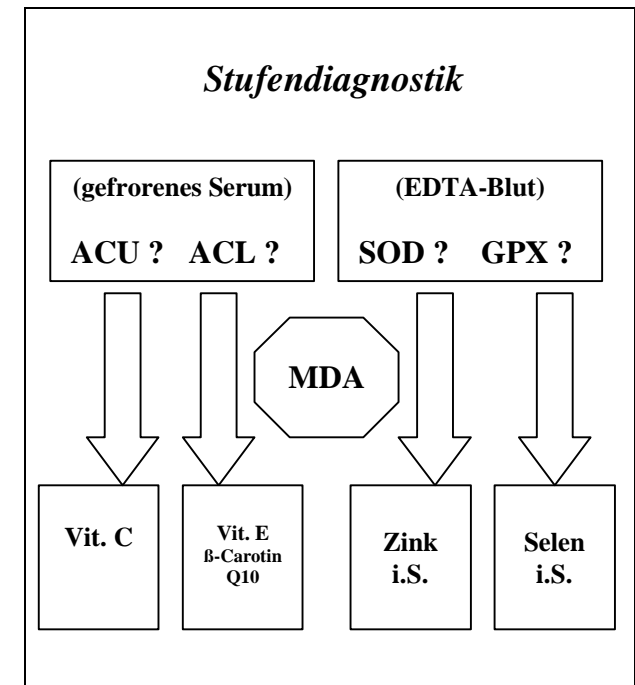 Stufendiagnostik
(gefrorenes Serum)
ACU ? ACL ?
(EDTA-Blut)
SOD ? GPX ?
MDA
Vit. C
Vit. E
ß-Carotin
Q10
Zink
i.S.
Selen
i.S.